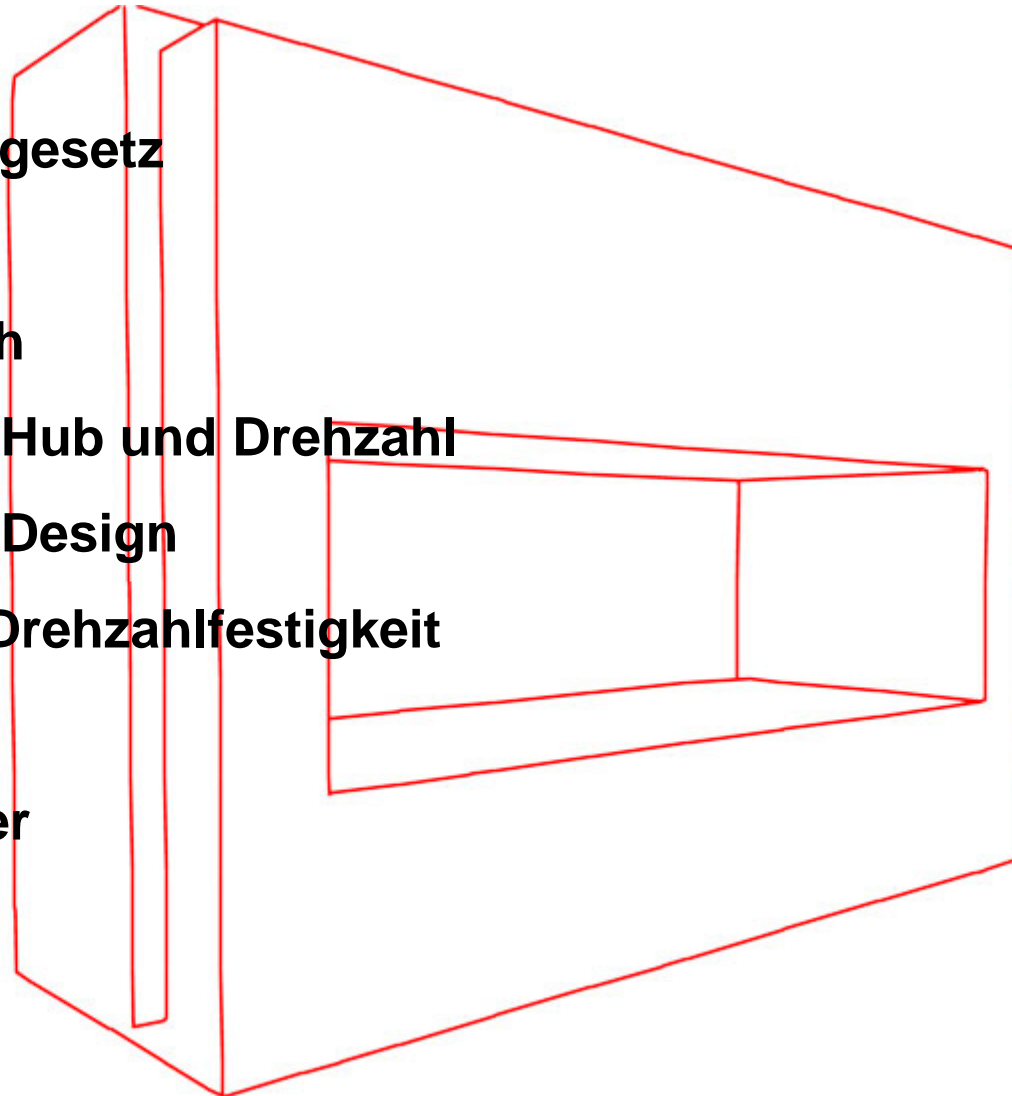 gesetz
h
Hub und Drehzahl
Design
Drehzahlfestigkeit
er